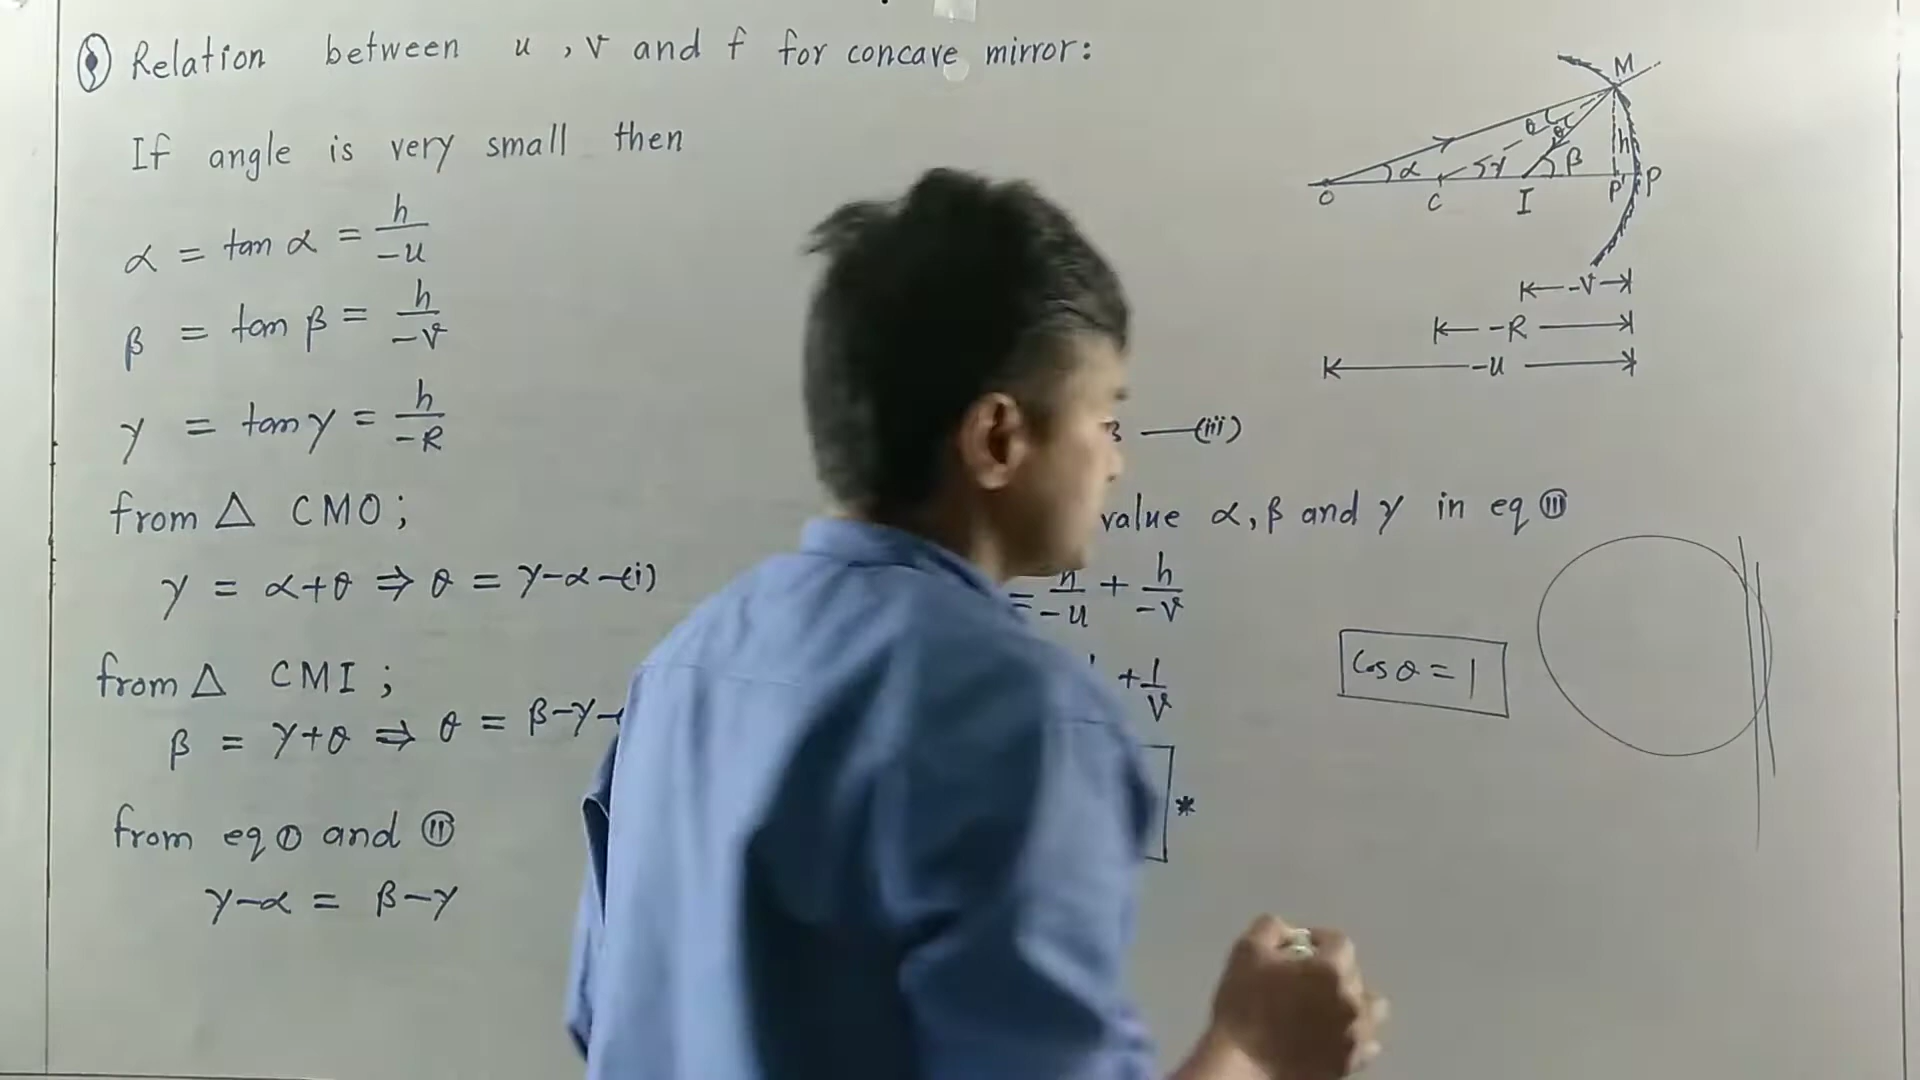 Relation between u , v and f for concave mirror:
If angle is very small then
α = tan α = h/-u
β = tan β = h/-v
γ = tan γ = h/-R
from △ CMO ;
γ = α+θ ⇒ θ = γ-α -(i)
from △ CMI ;
β = γ+θ ⇒ θ = β-γ-
from eq Ⓘ and Ⓘⓘ
γ-α = β-γ
—(iii)
value α, β and γ in eq Ⓘⓘⓘ
= h/-u + h/-v
+ 1/v
*
M
θ
θ
h
α
γ
β
O
C
I
P'
P
-v
-R
-u
Cos θ = 1